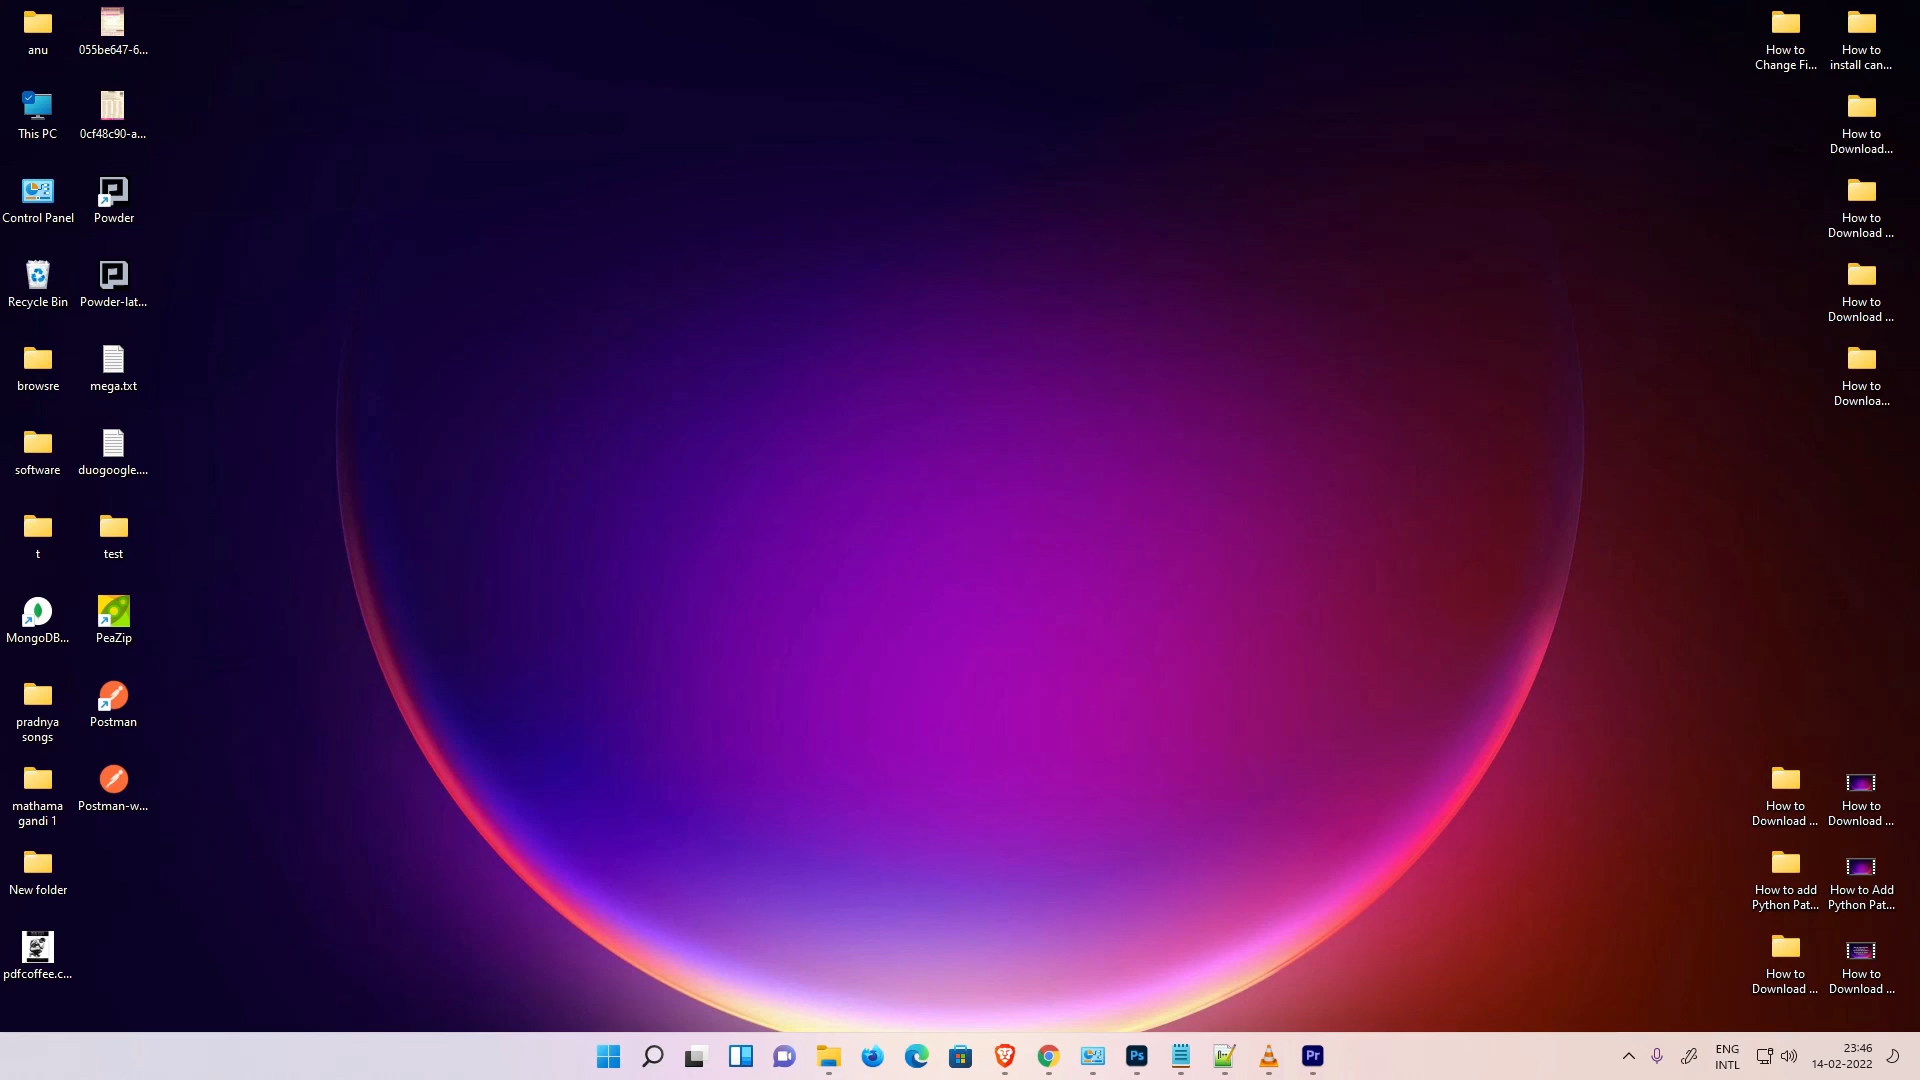 anu
055be647-6...
This PC
0cf48c90-a...
Control Panel
Powder
Recycle Bin
Powder-lat...
browsre
mega.txt
software
duogoogle....
t
test
MongoDB...
PeaZip
pradnya
songs
Postman
mathama
gandi 1
Postman-w...
New folder
pdfcoffee.c...
How to
Change Fi...
How to
install can...
How to
Download...
How to
Download ...
How to
Download ...
How to
Downloa...
How to
Download ...
How to
Download ...
How to add
Python Pat...
How to Add
Python Pat...
How to
Download ...
How to
Download ...
Ps
Pr
ENG
INTL
23:46
14-02-2022